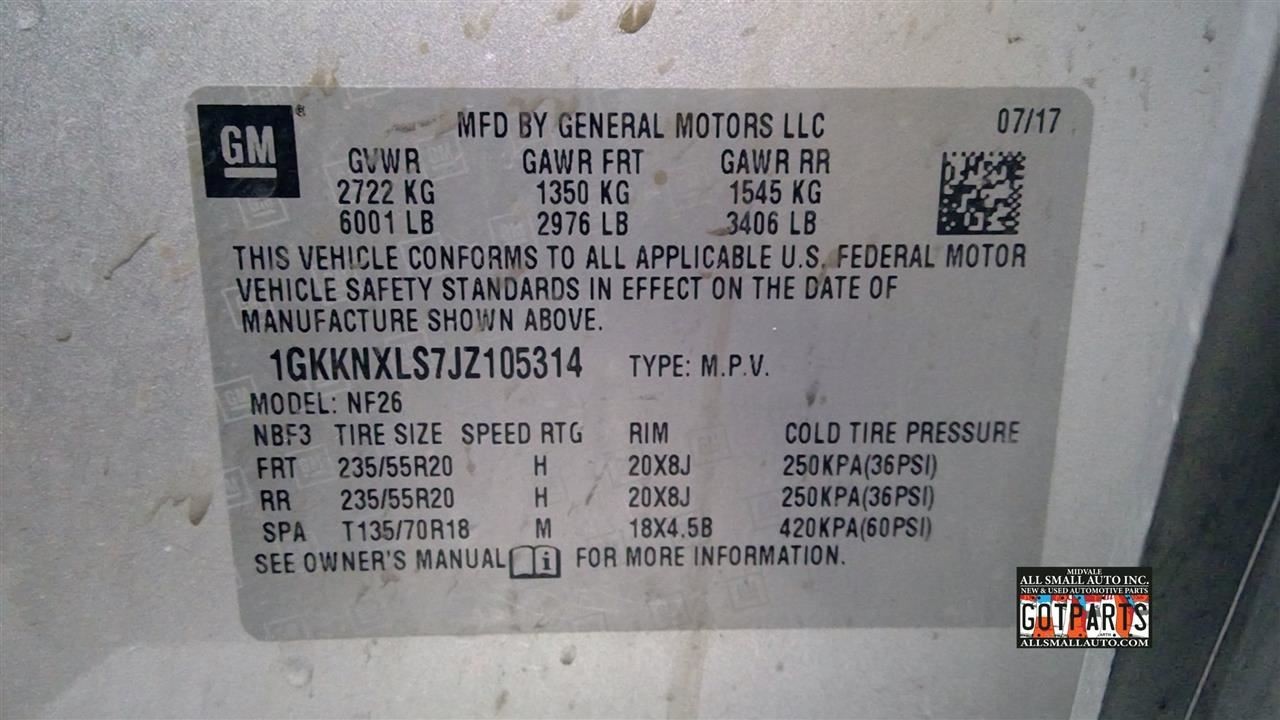 GM ® MFD BY GENERAL MOTORS LLC 07/17
GVWR GAWR FRT GAWR RR
2722 KG 1350 KG 1545 KG
6001 LB 2976 LB 3406 LB
THIS VEHICLE CONFORMS TO ALL APPLICABLE U.S. FEDERAL MOTOR
VEHICLE SAFETY STANDARDS IN EFFECT ON THE DATE OF
MANUFACTURE SHOWN ABOVE.
1GKKNXLS7JZ105314 TYPE: M.P.V.
MODEL: NF26
NBF3 TIRE SIZE SPEED RTG RIM COLD TIRE PRESSURE
FRT 235/55R20 H 20X8J 250KPA(36PSI)
RR 235/55R20 H 20X8J 250KPA(36PSI)
SPA T135/70R18 M 18X4.5B 420KPA(60PSI)
SEE OWNER'S MANUAL i FOR MORE INFORMATION.
MIDVALE
ALL SMALL AUTO INC.
NEW & USED AUTOMOTIVE PARTS
GOTPARTS
ALLSMALLAUTO.COM